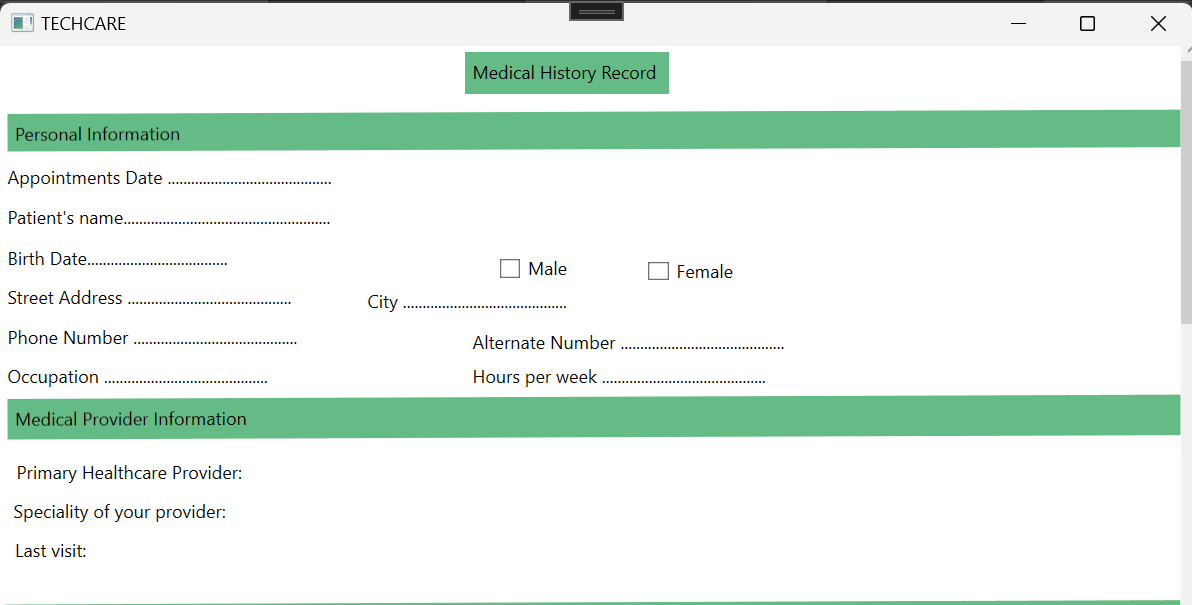 TECHCARE
Medical History Record
Personal Information
Appointments Date ..........................................
Patient's name.....................................................
Birth Date.................................... Male Female
Street Address .......................................... City ..........................................
Phone Number .......................................... Alternate Number ..........................................
Occupation .......................................... Hours per week ..........................................
Medical Provider Information
Primary Healthcare Provider:
Speciality of your provider:
Last visit: